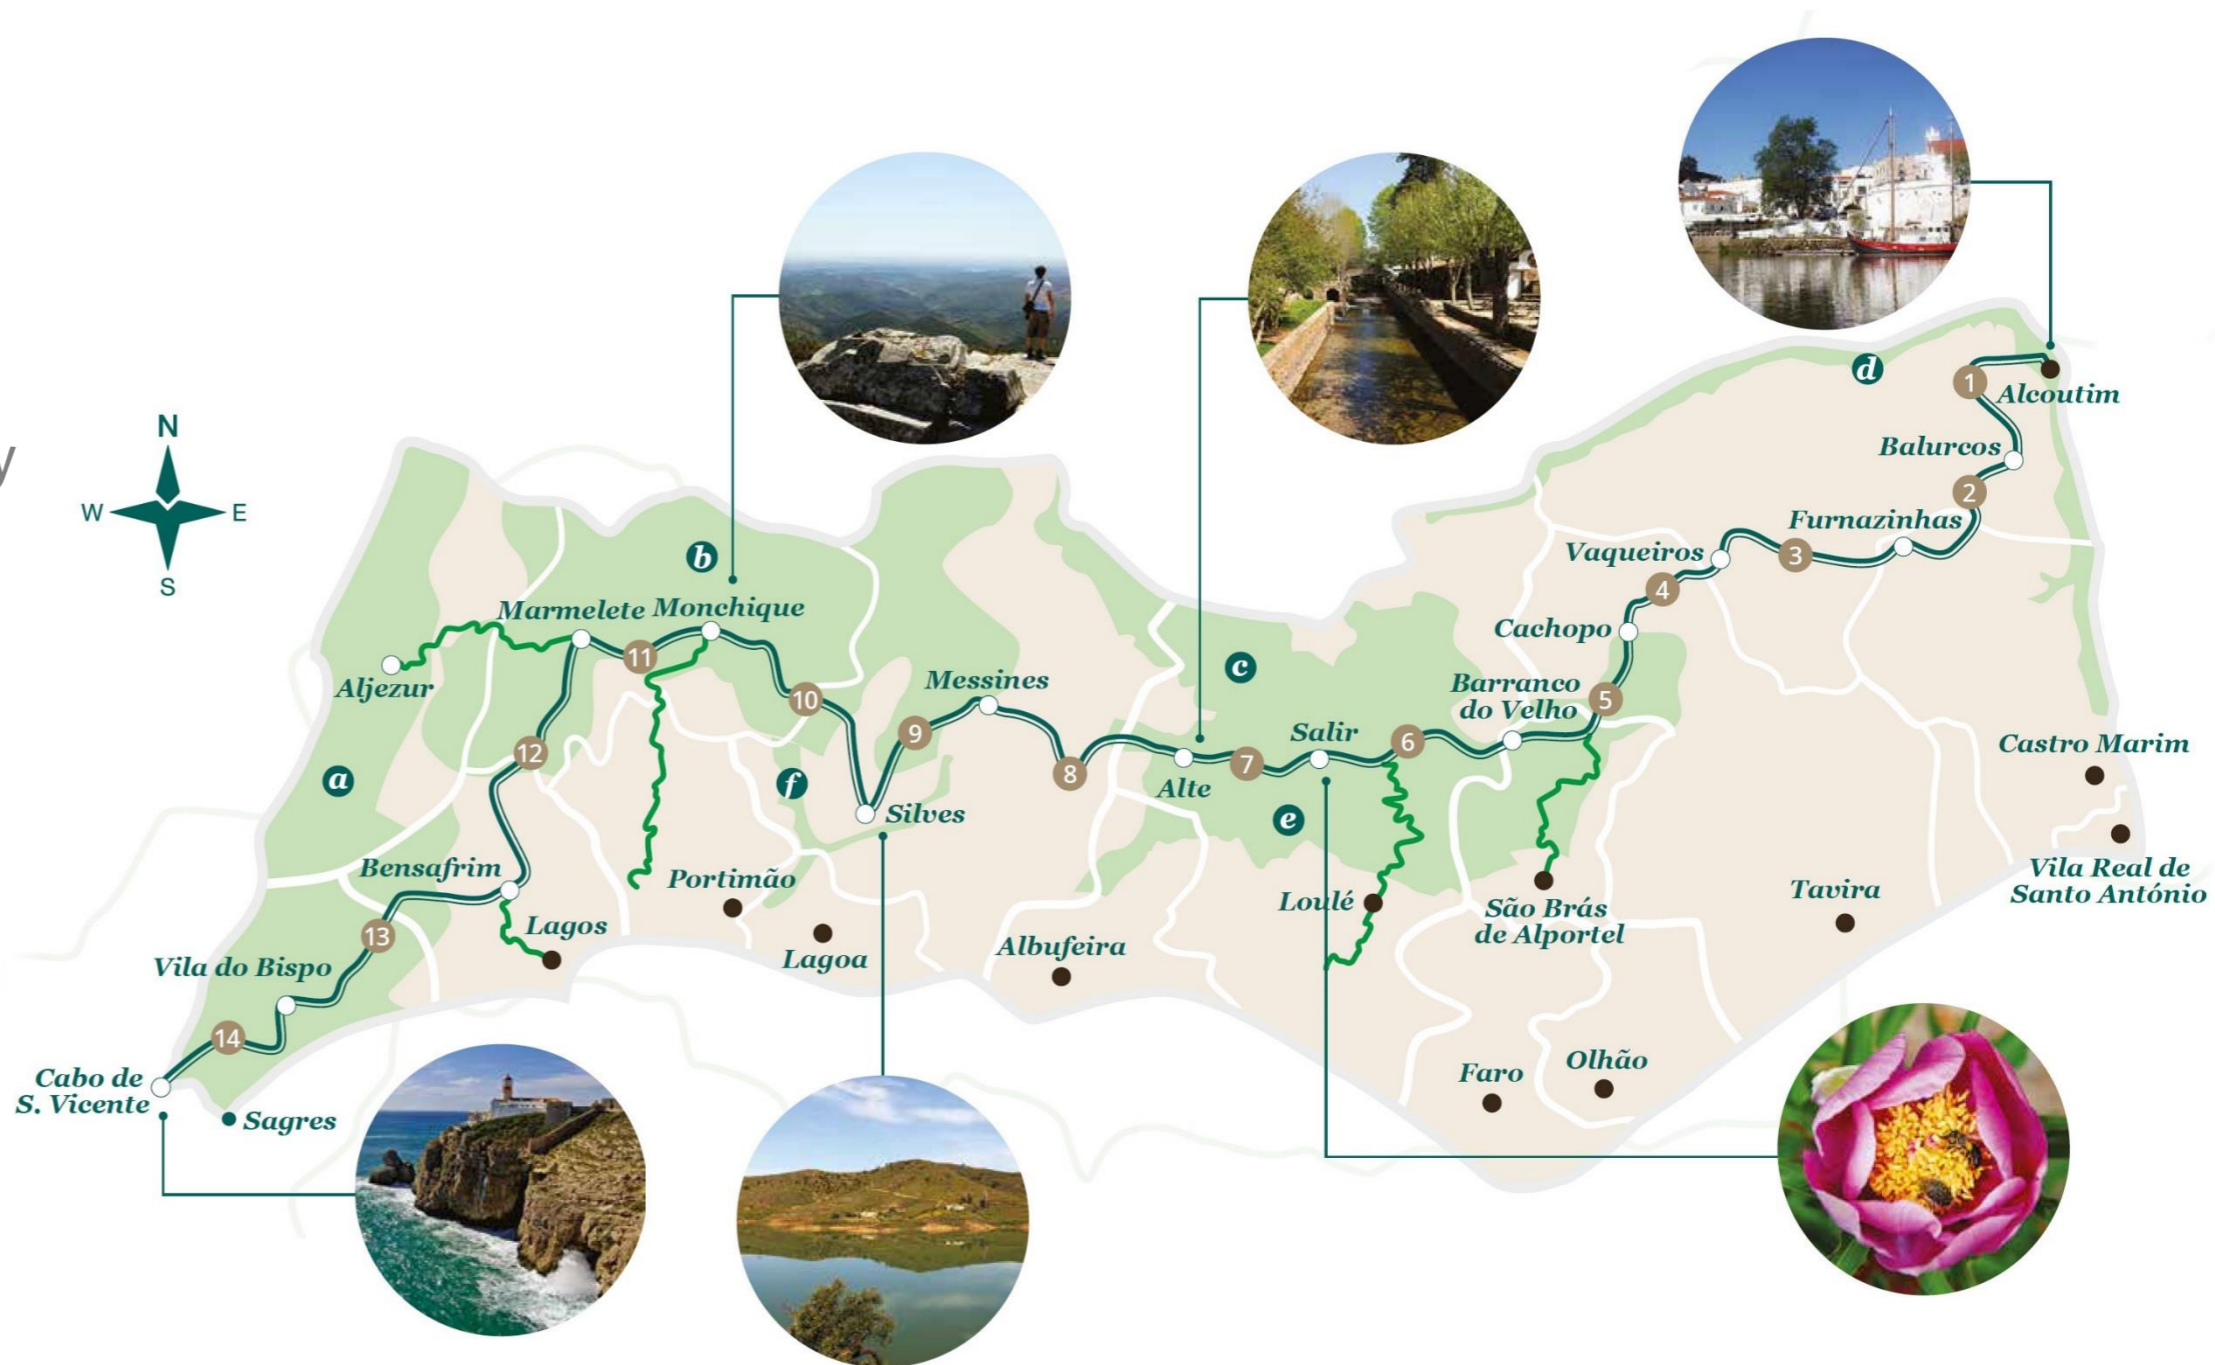 y
N
W
E
S
1
Alcoutim
Balurcos
2
Furnazinhas
3
Vaqueiros
4
Cachopo
5
Barranco
do Velho
6
Salir
7
Alte
8
Messines
9
Silves
10
Monchique
11
Marmelete
Aljezur
12
Bensafrim
13
Vila do Bispo
14
Cabo de
S. Vicente
Sagres
Lagos
Portimão
Lagoa
Albufeira
Loulé
São Brás
de Alportel
Faro
Olhão
Tavira
Castro Marim
Vila Real de
Santo António
a
b
c
d
e
f